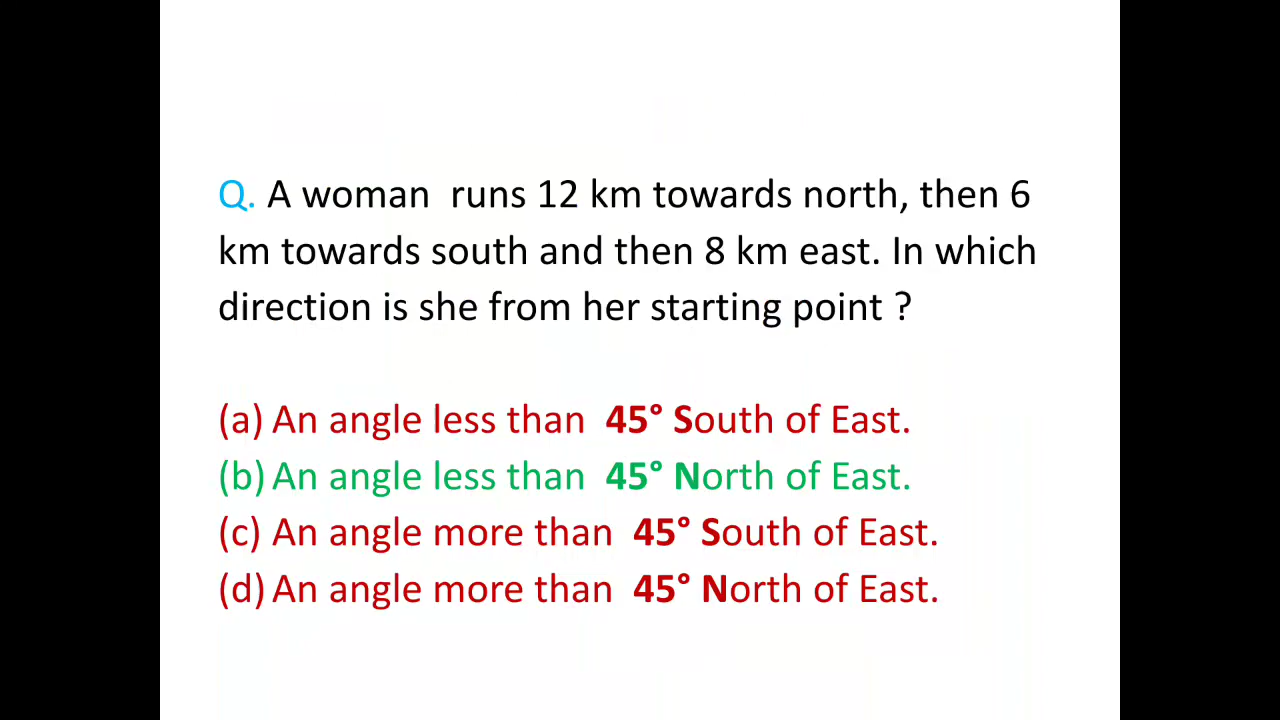 Q. A woman runs 12 km towards north, then 6
km towards south and then 8 km east. In which
direction is she from her starting point ?
(a) An angle less than 45° South of East.
(b) An angle less than 45° North of East.
(c) An angle more than 45° South of East.
(d) An angle more than 45° North of East.